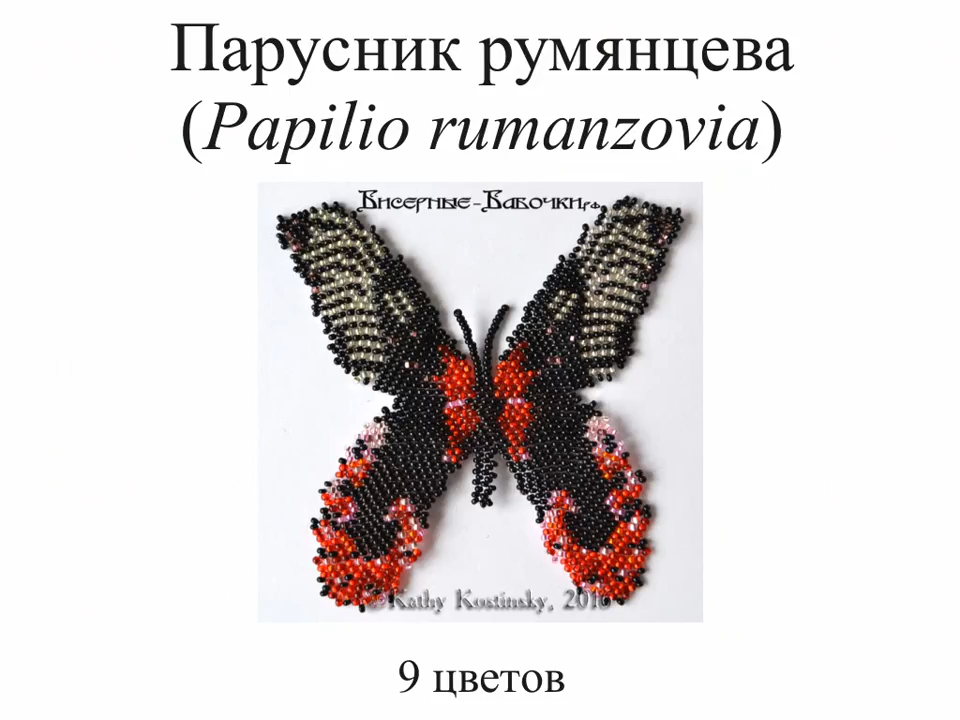 Парусник румянцева
(Papilio rumanzovia)
Бисерные-Бабочки.рф
©Kathy Kostinsky, 2016
9 цветов